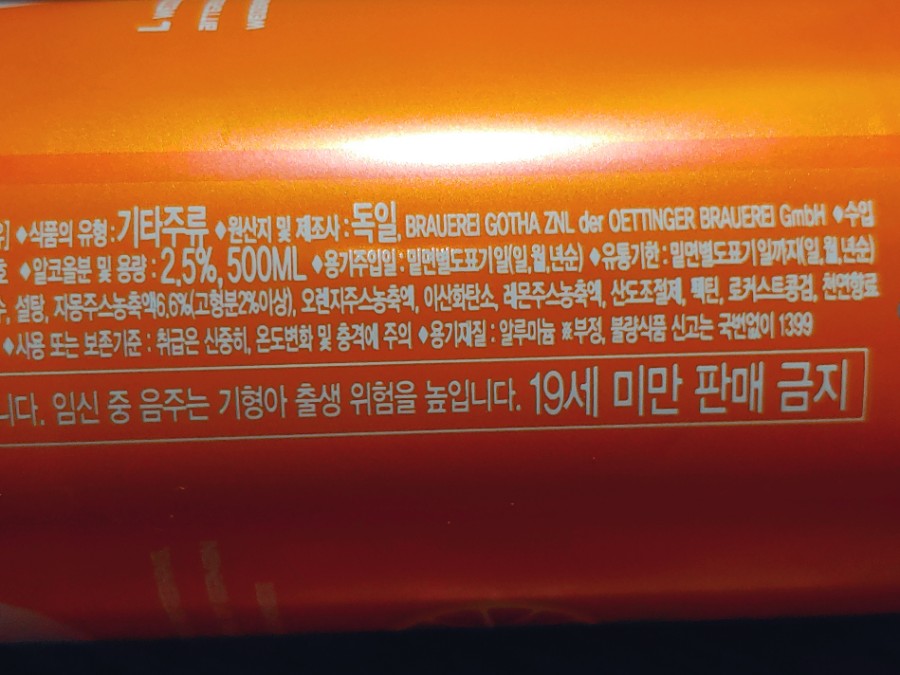 ◆식품의 유형 : 기타주류 ◆원산지 및 제조사 : 독일, BRAUEREI GOTHA ZNL der OETTINGER BRAUEREI GmbH ◆수입
◆알코올분 및 용량 : 2,5%, 500ML ◆용기주입일 : 밑면별도표기일(일,월,년순) ◆유통기한 : 밑면별도표기일까지(일,월,년순)
설탕, 자몽주스농축액6,6%(고형분2%이상), 오렌지주스농축액, 이산화탄소, 레몬주스농축액, 산도조절제, 펙틴, 로커스트콩검, 천연향료
◆사용 또는 보존기준 : 취급은 신중히, 온도변화 및 충격에 주의 ◆용기재질 : 알루미늄 ※부정, 불량식품 신고는 국번없이 1399
니다. 임신 중 음주는 기형아 출생 위험을 높입니다. 19세 미만 판매 금지